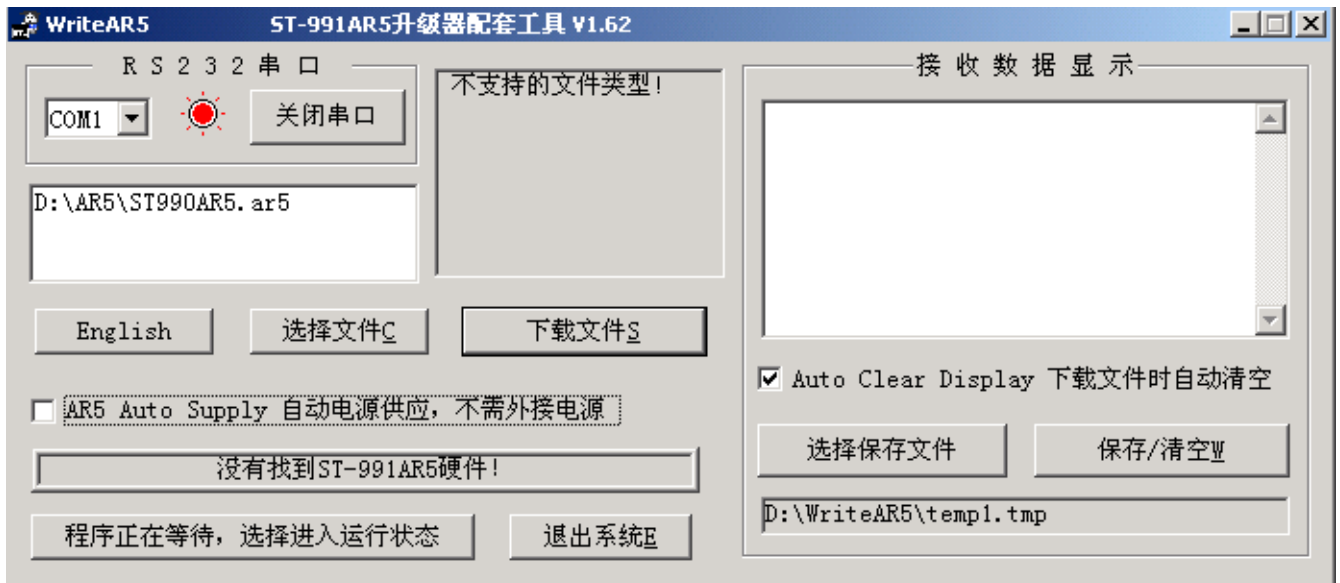 WriteAR5 ST-991AR5升级器配套工具 V1.62
RS232串口
COM1
关闭串口
不支持的文件类型!
D:\AR5\ST990AR5.ar5
English
选择文件C
下载文件S
AR5 Auto Supply 自动电源供应，不需外接电源
没有找到ST-991AR5硬件!
程序正在等待，选择进入运行状态
退出系统E
接收数据显示
Auto Clear Display 下载文件时自动清空
选择保存文件
保存/清空W
D:\WriteAR5\temp1.tmp